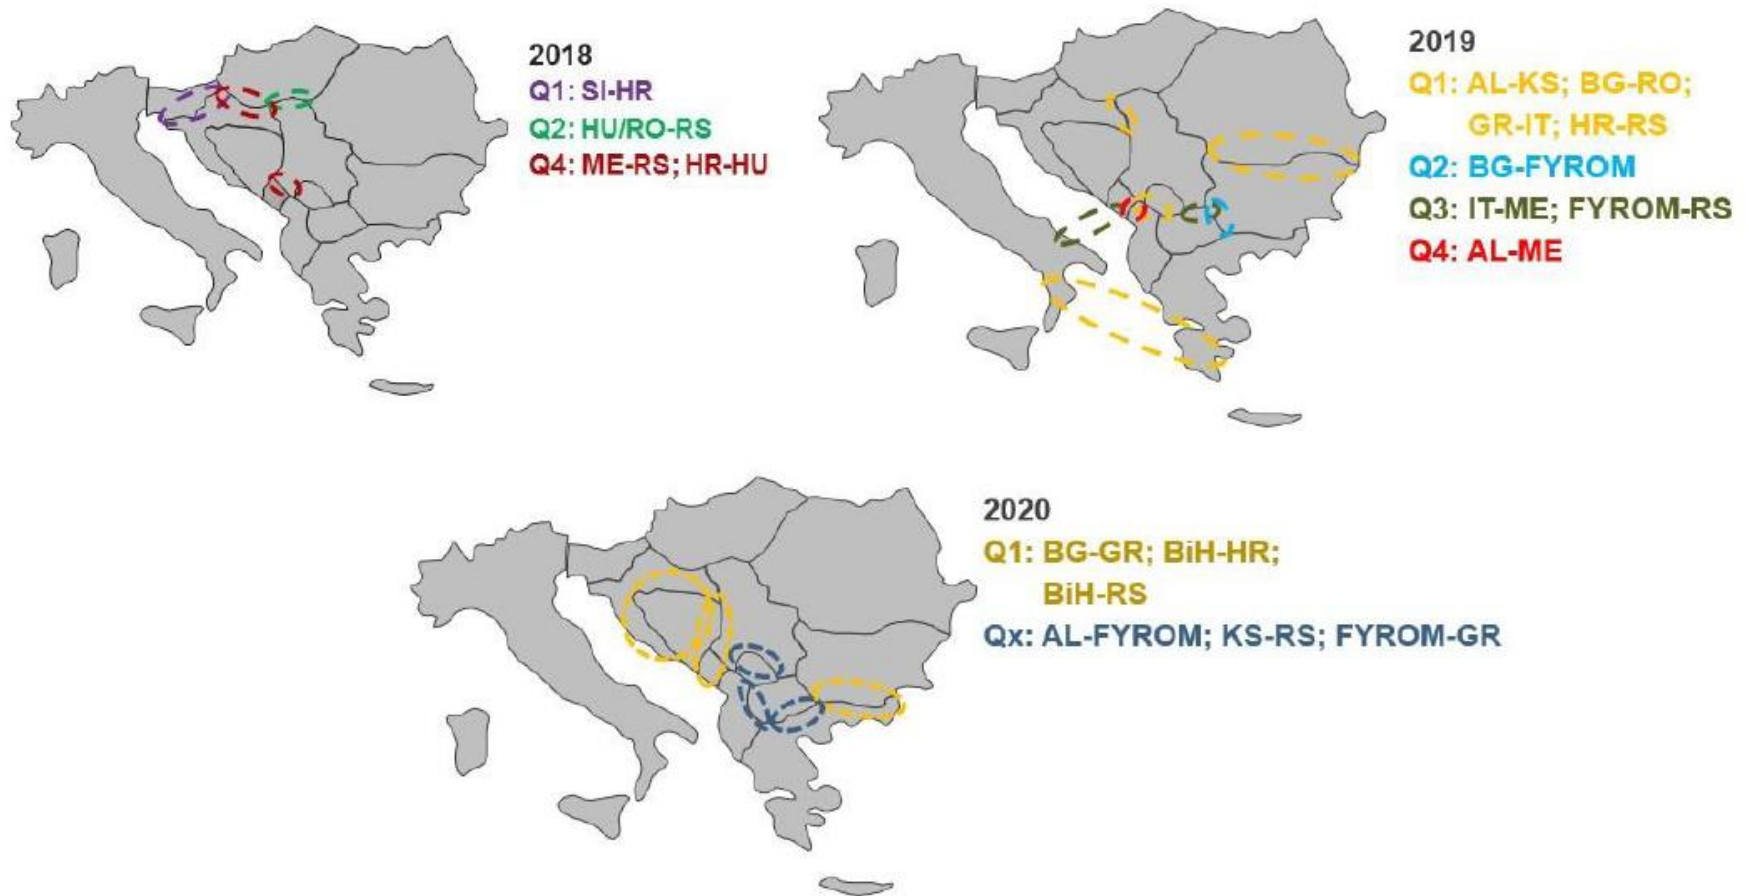 2018
Q1: SI-HR
Q2: HU/RO-RS
Q4: ME-RS; HR-HU
2019
Q1: AL-KS; BG-RO;
GR-IT; HR-RS
Q2: BG-FYROM
Q3: IT-ME; FYROM-RS
Q4: AL-ME
2020
Q1: BG-GR; BiH-HR;
BiH-RS
Qx: AL-FYROM; KS-RS; FYROM-GR